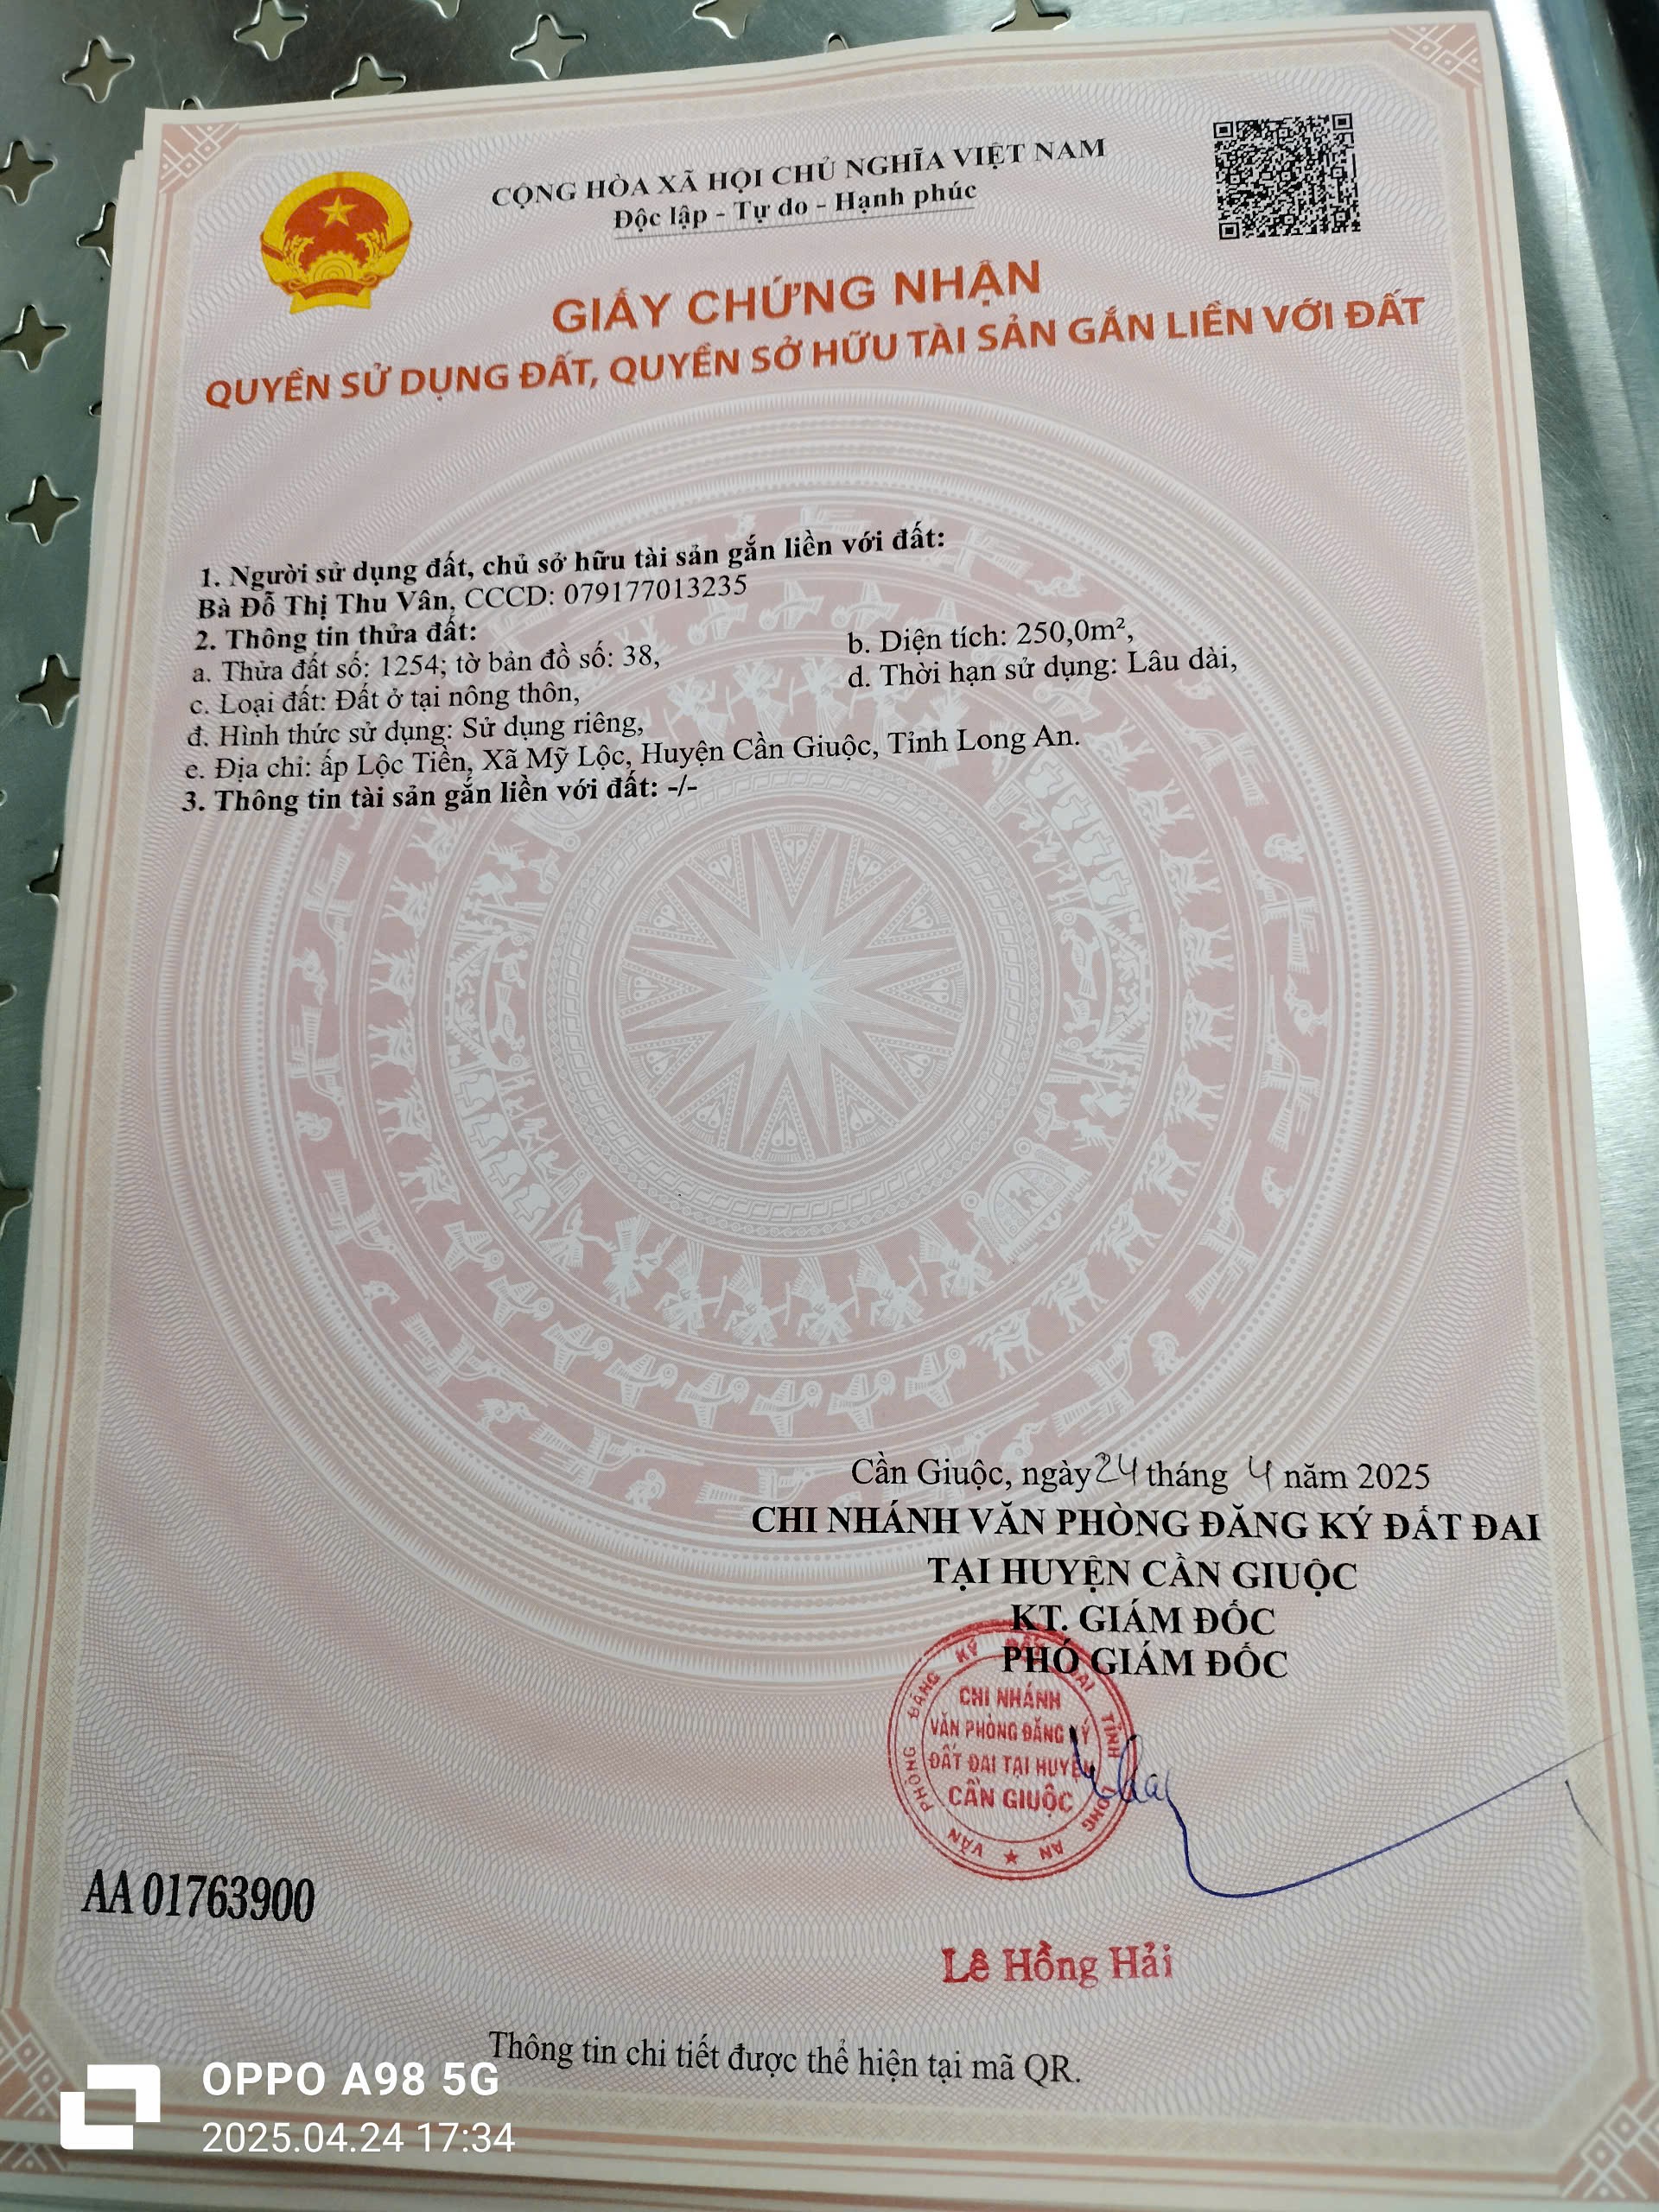 CỘNG HÒA XÃ HỘI CHỦ NGHĨA VIỆT NAM
Độc lập - Tự do - Hạnh phúc
GIẤY CHỨNG NHẬN
QUYỀN SỬ DỤNG ĐẤT, QUYỀN SỞ HỮU TÀI SẢN GẮN LIỀN VỚI ĐẤT
1. Người sử dụng đất, chủ sở hữu tài sản gắn liền với đất:
Bà Đỗ Thị Thu Vân, CCCD: 079177013235
2. Thông tin thửa đất:
a. Thửa đất số: 1254; tờ bản đồ số: 38, b. Diện tích: 250,0m²,
c. Loại đất: Đất ở tại nông thôn, d. Thời hạn sử dụng: Lâu dài,
đ. Hình thức sử dụng: Sử dụng riêng,
e. Địa chỉ: ấp Lộc Tiền, Xã Mỹ Lộc, Huyện Cần Giuộc, Tỉnh Long An.
3. Thông tin tài sản gắn liền với đất: -/-
Cần Giuộc, ngày 24 tháng 4 năm 2025
CHI NHÁNH VĂN PHÒNG ĐĂNG KÝ ĐẤT ĐAI
TẠI HUYỆN CẦN GIUỘC
KT. GIÁM ĐỐC
PHÓ GIÁM ĐỐC
VĂN PHÒNG ĐĂNG KÝ ĐẤT ĐAI TỈNH LONG AN
CHI NHÁNH
VĂN PHÒNG ĐĂNG KÝ
ĐẤT ĐAI TẠI HUYỆN
CẦN GIUỘC
AA 01763900
Lê Hồng Hải
Thông tin chi tiết được thể hiện tại mã QR.
OPPO A98 5G
2025.04.24 17:34